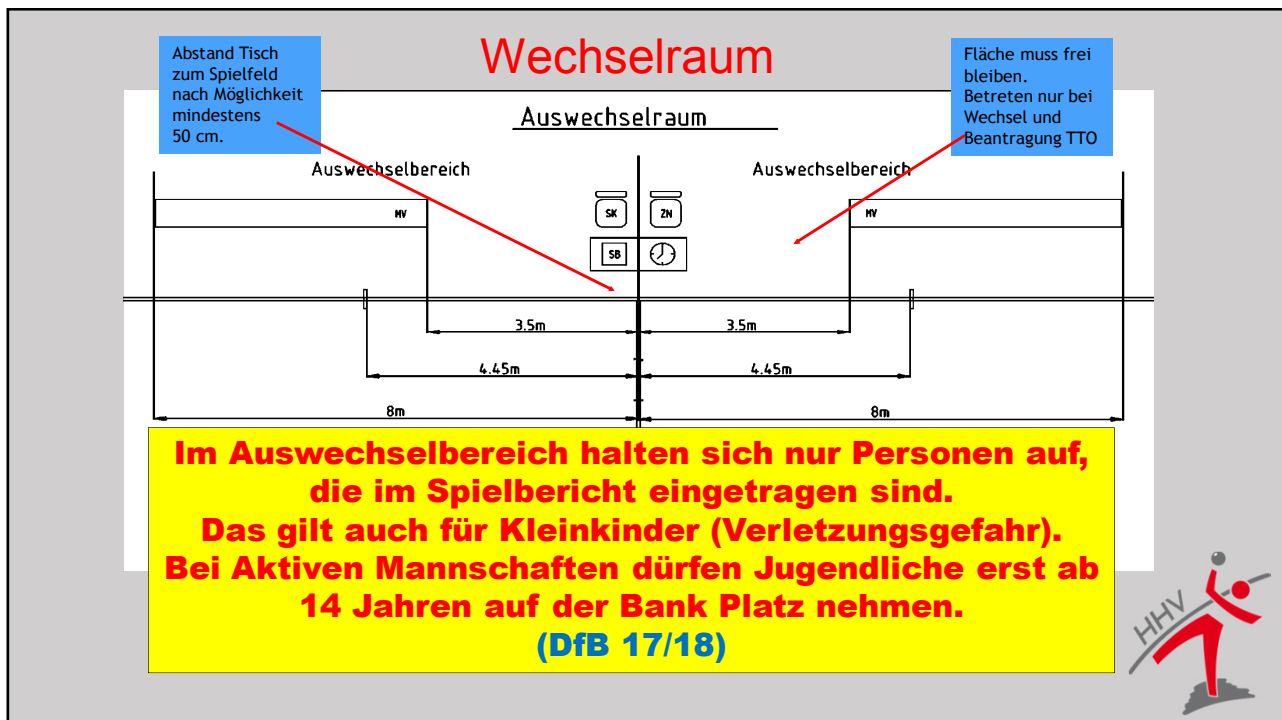 Wechselraum
Abstand Tisch
zum Spielfeld
nach Möglichkeit
mindestens
50 cm.
Fläche muss frei
bleiben.
Betreten nur bei
Wechsel und
Beantragung TTO
Auswechselraum
Auswechselbereich
Auswechselbereich
MV
SK
ZN
MV
SB
3.5m
3.5m
4.45m
4.45m
8m
8m
Im Auswechselbereich halten sich nur Personen auf,
die im Spielbericht eingetragen sind.
Das gilt auch für Kleinkinder (Verletzungsgefahr).
Bei Aktiven Mannschaften dürfen Jugendliche erst ab
14 Jahren auf der Bank Platz nehmen.
(DfB 17/18)
HHV